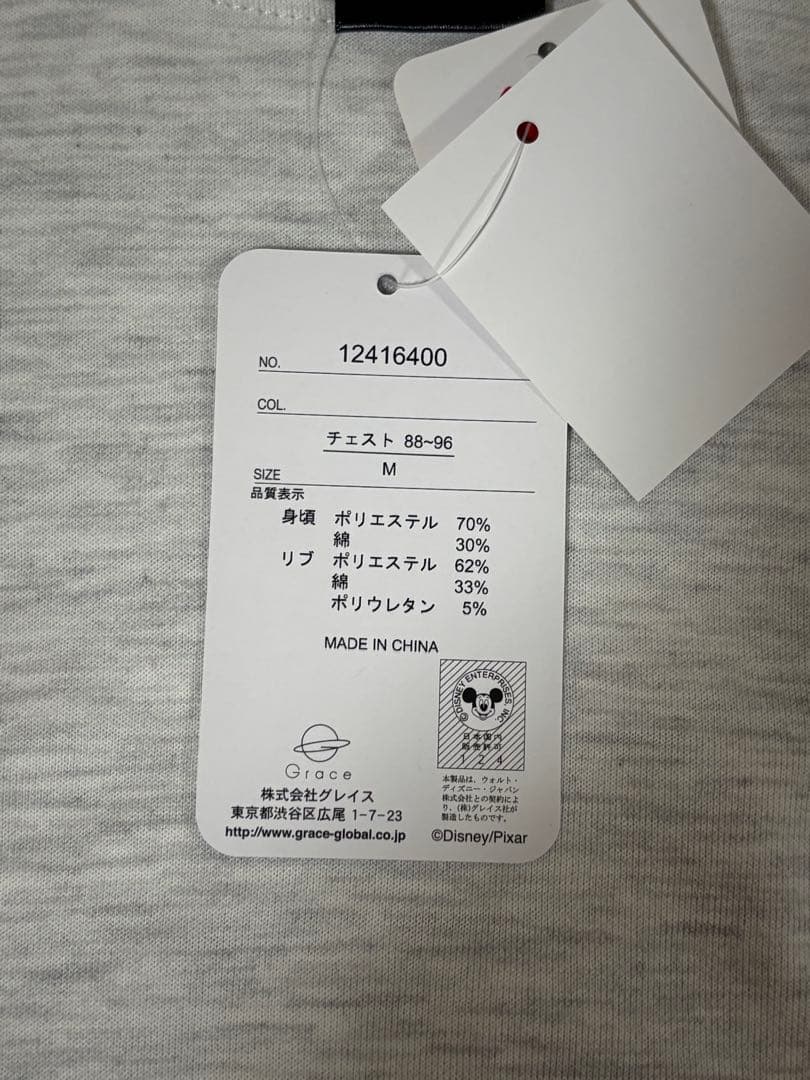 NO. 12416400
COL.
チェスト 88~96
SIZE M
品質表示
身頃 ポリエステル 70%
綿 30%
リブ ポリエステル 62%
綿 33%
ポリウレタン 5%
MADE IN CHINA
©DISNEY ENTERPRISES, INC.
日本国内
販売許可
1 2 4
Grace
株式会社グレイス
東京都渋谷区広尾 1-7-23
http://www.grace-global.co.jp
本製品は、ウォルト・
ディズニー・ジャパン
株式会社との契約によ
り、(株)グレイス社が
製造したものです。
©Disney/Pixar